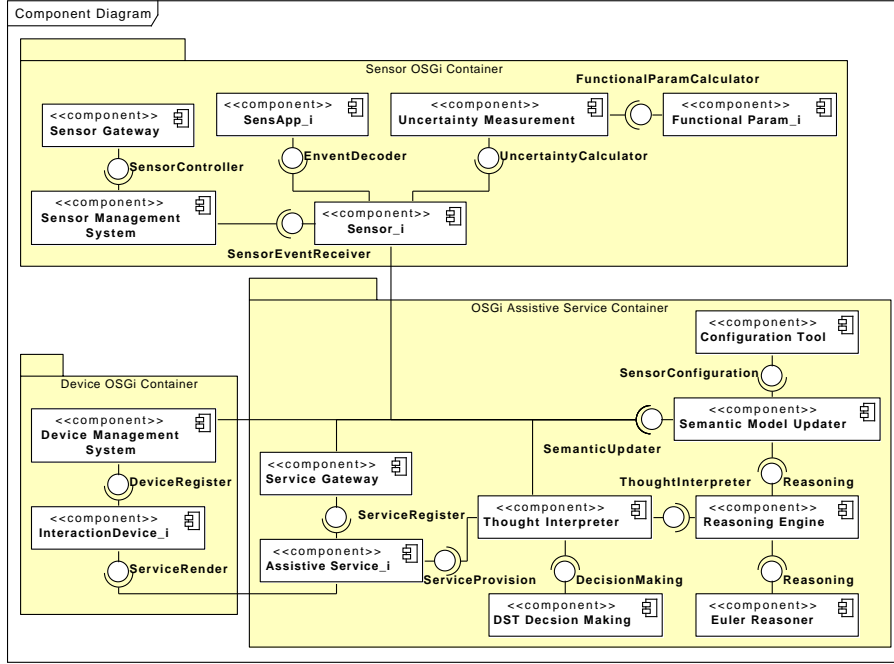 Component Diagram
Sensor OSGi Container
FunctionalParamCalculator
<<component>>
Sensor Gateway
<<component>>
SensApp_i
<<component>>
Uncertainty Measurement
<<component>>
Functional Param_i
SensorController
EnventDecoder
UncertaintyCalculator
<<component>>
Sensor Management
System
<<component>>
Sensor_i
SensorEventReceiver
OSGi Assistive Service Container
<<component>>
Configuration Tool
SensorConfiguration
Device OSGi Container
<<component>>
Device Management
System
<<component>>
Semantic Model Updater
SemanticUpdater
<<component>>
Service Gateway
DeviceRegister
ThoughtInterpreter
Reasoning
<<component>>
InteractionDevice_i
ServiceRegister
<<component>>
Thought Interpreter
<<component>>
Reasoning Engine
<<component>>
Assistive Service_i
ServiceRender
ServiceProvision
DecisionMaking
Reasoning
<<component>>
DST Decsion Making
<<component>>
Euler Reasoner